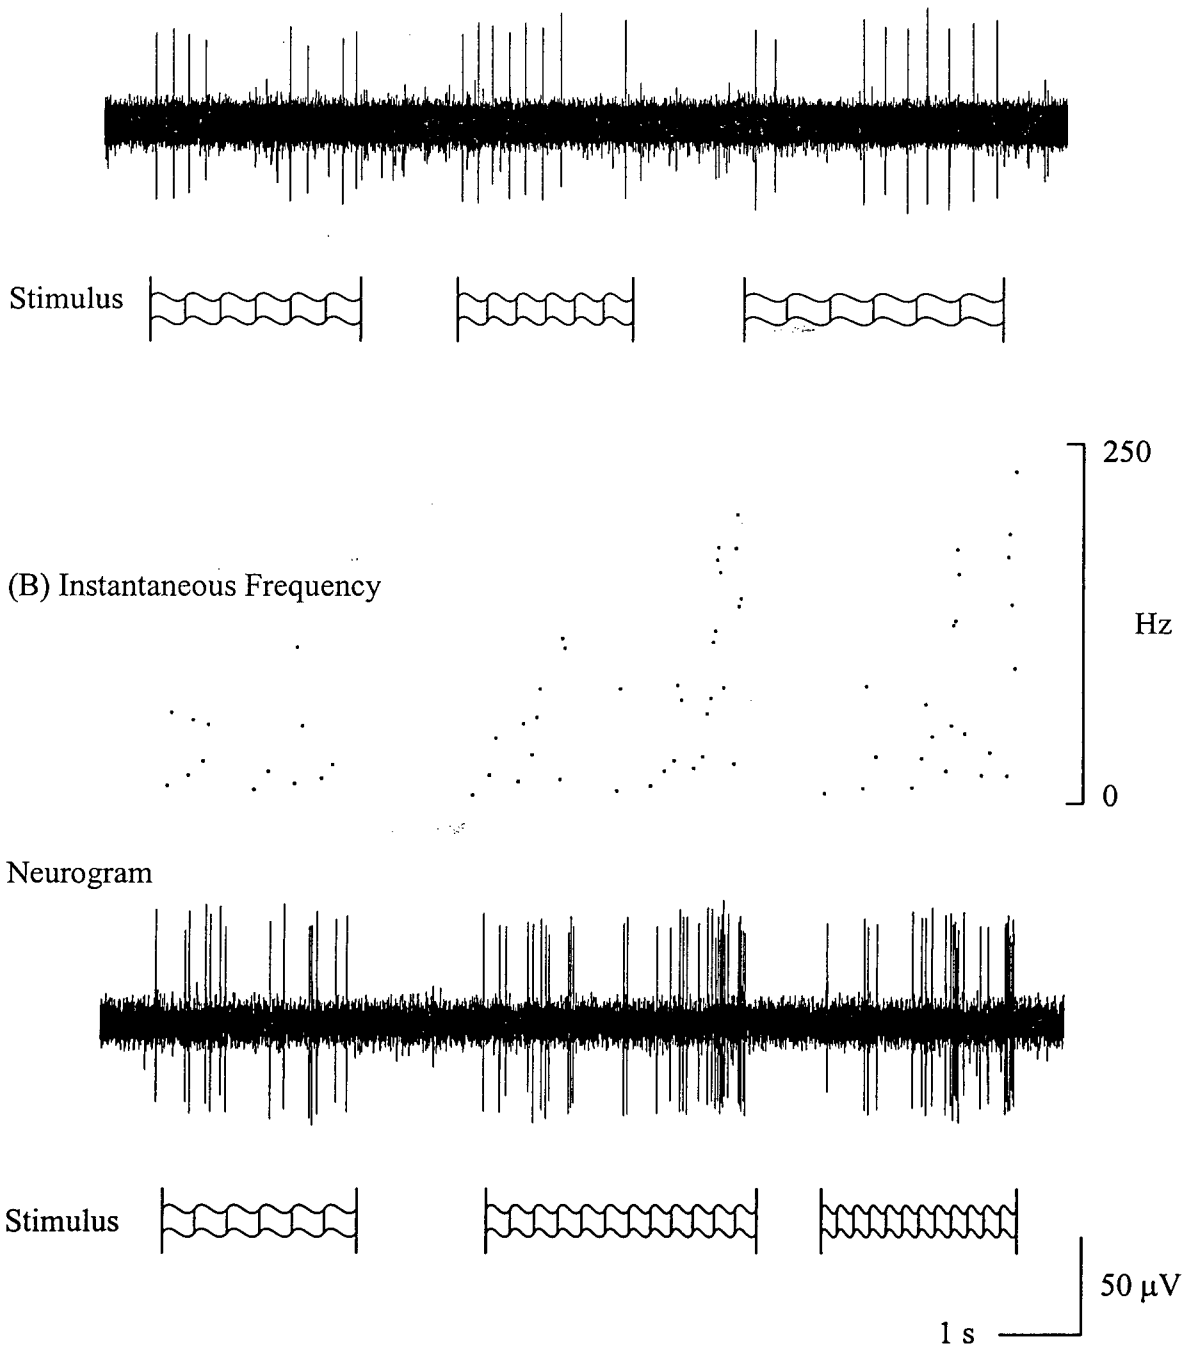 Stimulus
250
(B) Instantaneous Frequency
Hz
0
Neurogram
Stimulus
50 µV
1 s